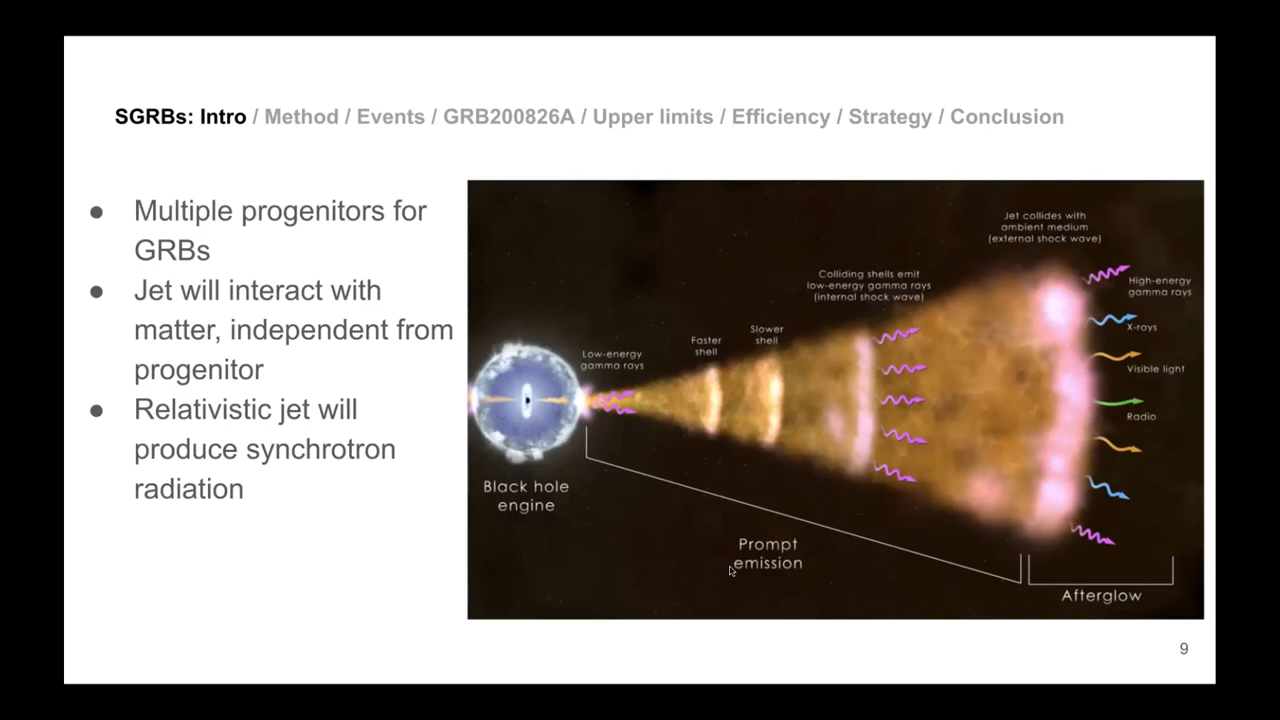 SGRBs: Intro / Method / Events / GRB200826A / Upper limits / Efficiency / Strategy / Conclusion
● Multiple progenitors for
GRBs
● Jet will interact with
matter, independent from
progenitor
● Relativistic jet will
produce synchrotron
radiation
Black hole
engine
Low-energy
gamma rays
Faster
shell
Slower
shell
Colliding shells emit
low-energy gamma rays
(internal shock wave)
Jet collides with
ambient medium
(external shock wave)
High-energy
gamma rays
X-rays
Visible light
Radio
Prompt
emission
Afterglow
9